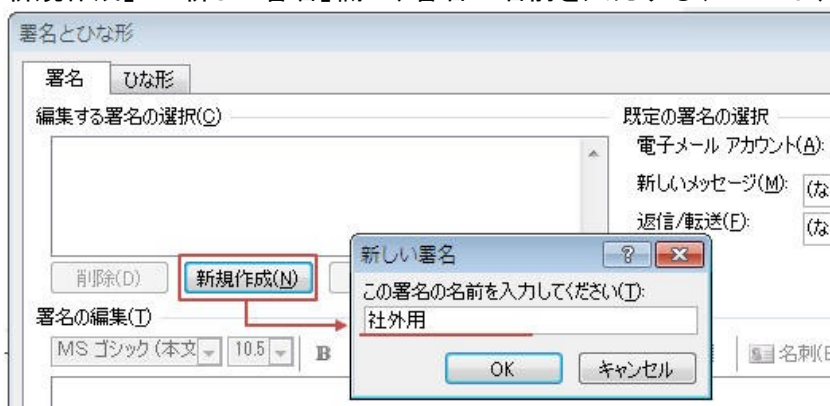 署名とひな形
署名 ひな形
編集する署名の選択(C)
既定の署名の選択
電子メール アカウント(A):
新しいメッセージ(M): (な
返信/転送(F): (な
削除(D) 新規作成(N)
新しい署名
この署名の名前を入力してください(T):
社外用
OK キャンセル
署名の編集(T)
MS ゴシック (本文 10.5 B
名刺(B